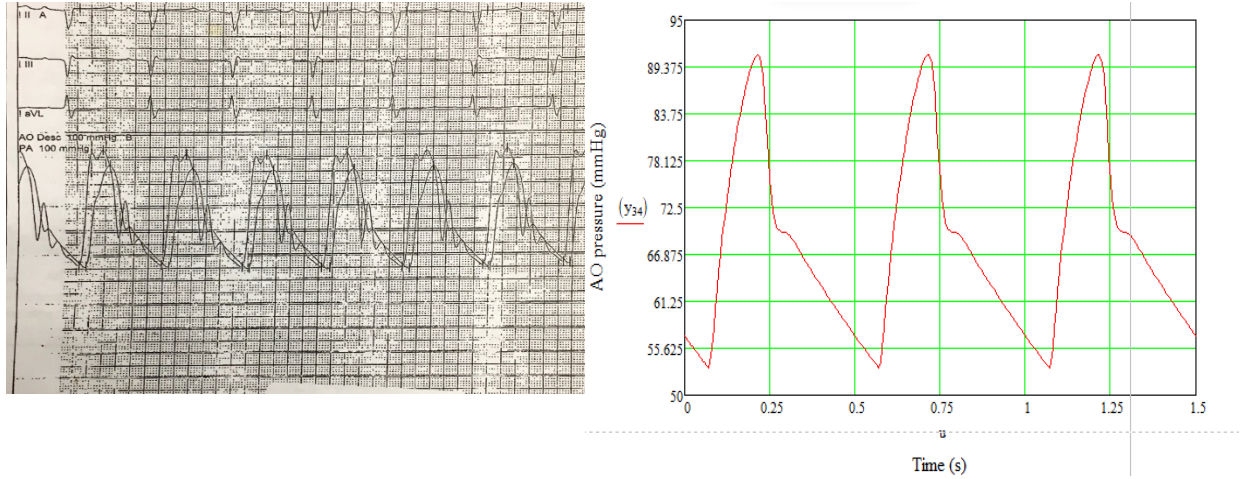 I II A
I III
I aVL
AO Desc 100 mmHg B
PA 100 mmHg
AO pressure (mmHg)
(y34)
95
89.375
83.75
78.125
72.5
66.875
61.25
55.625
50
0 0.25 0.5 0.75 1 1.25 1.5
u
Time (s)